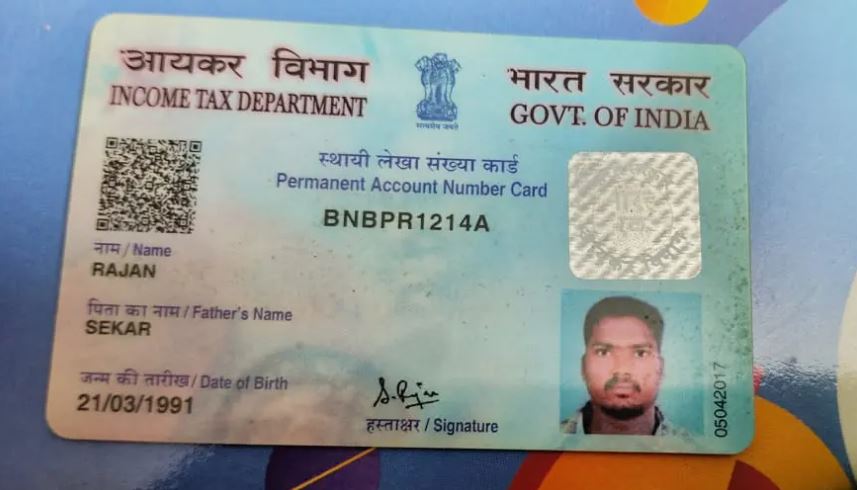 आयकर विभाग
INCOME TAX DEPARTMENT
सत्यमेव जयते
भारत सरकार
GOVT. OF INDIA
स्थायी लेखा संख्या कार्ड
Permanent Account Number Card
BNBPR1214A
नाम / Name
RAJAN
पिता का नाम / Father's Name
SEKAR
जन्म की तारीख / Date of Birth
21/03/1991
S. Rajan
हस्ताक्षर / Signature
05042017